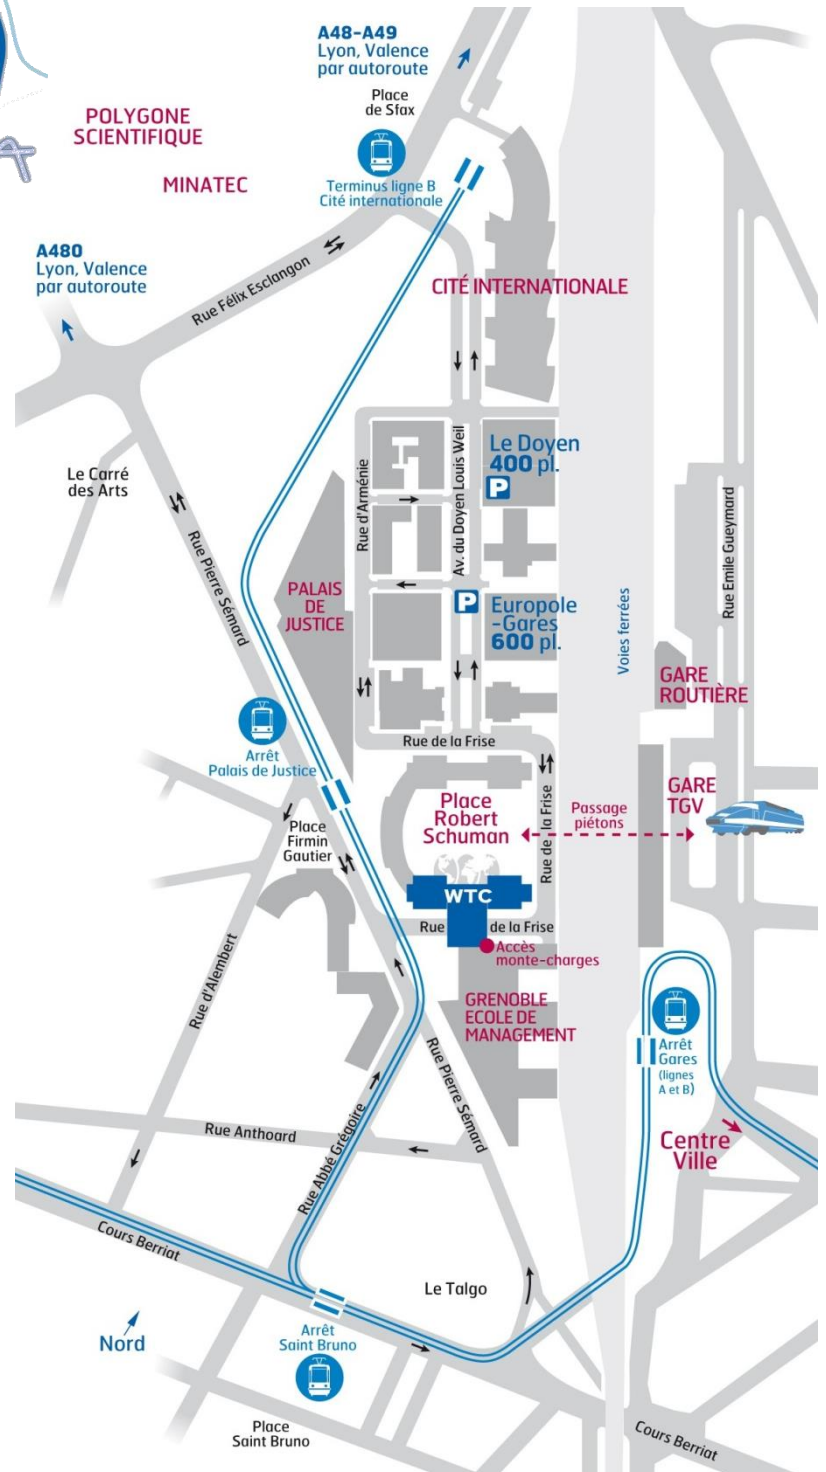 A48-A49
Lyon, Valence
par autoroute
Place
de Sfax
POLYGONE
SCIENTIFIQUE
MINATEC
Terminus ligne B
Cité internationale
A480
Lyon, Valence
par autoroute
Rue Félix Esclangon
CITÉ INTERNATIONALE
Le Carré
des Arts
Rue d'Arménie
Av. du Doyen Louis Weil
Le Doyen
400 pl.
P
Rue Pierre Sémard
PALAIS
DE
JUSTICE
P
Europole
-Gares
600 pl.
Voies ferrées
Rue Emile Gueymard
GARE
ROUTIÈRE
Arrêt
Palais de Justice
Rue de la Frise
Place
Robert
Schuman
Rue de la Frise
Passage
piétons
GARE
TGV
Place
Firmin
Gautier
WTC
Rue de la Frise
Accès
monte-charges
GRENOBLE
ECOLE DE
MANAGEMENT
Rue d'Alembert
Rue Pierre Sémard
Arrêt
Gares
(lignes
A et B)
Rue Anthoard
Rue Abbé Grégoire
Centre
Ville
Cours Berriat
Le Talgo
Nord
Arrêt
Saint Bruno
Place
Saint Bruno
Cours Berriat